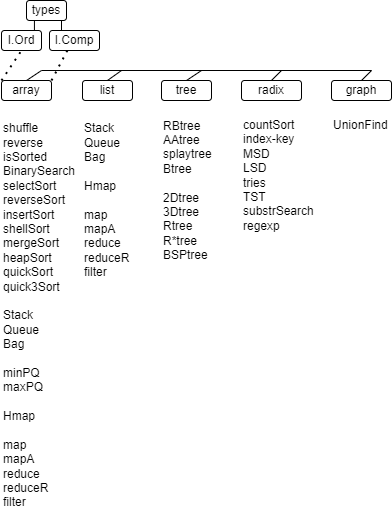 types
I.Ord
I.Comp
array
list
tree
radix
graph
shuffle
reverse
isSorted
BinarySearch
selectSort
reverseSort
insertSort
shellSort
mergeSort
heapSort
quickSort
quick3Sort
Stack
Queue
Bag
minPQ
maxPQ
Hmap
map
mapA
reduce
reduceR
filter
Stack
Queue
Bag
Hmap
map
mapA
reduce
reduceR
filter
RBtree
AAtree
splaytree
Btree
2Dtree
3Dtree
Rtree
R*tree
BSPtree
countSort
index-key
MSD
LSD
tries
TST
substrSearch
regexp
UnionFind